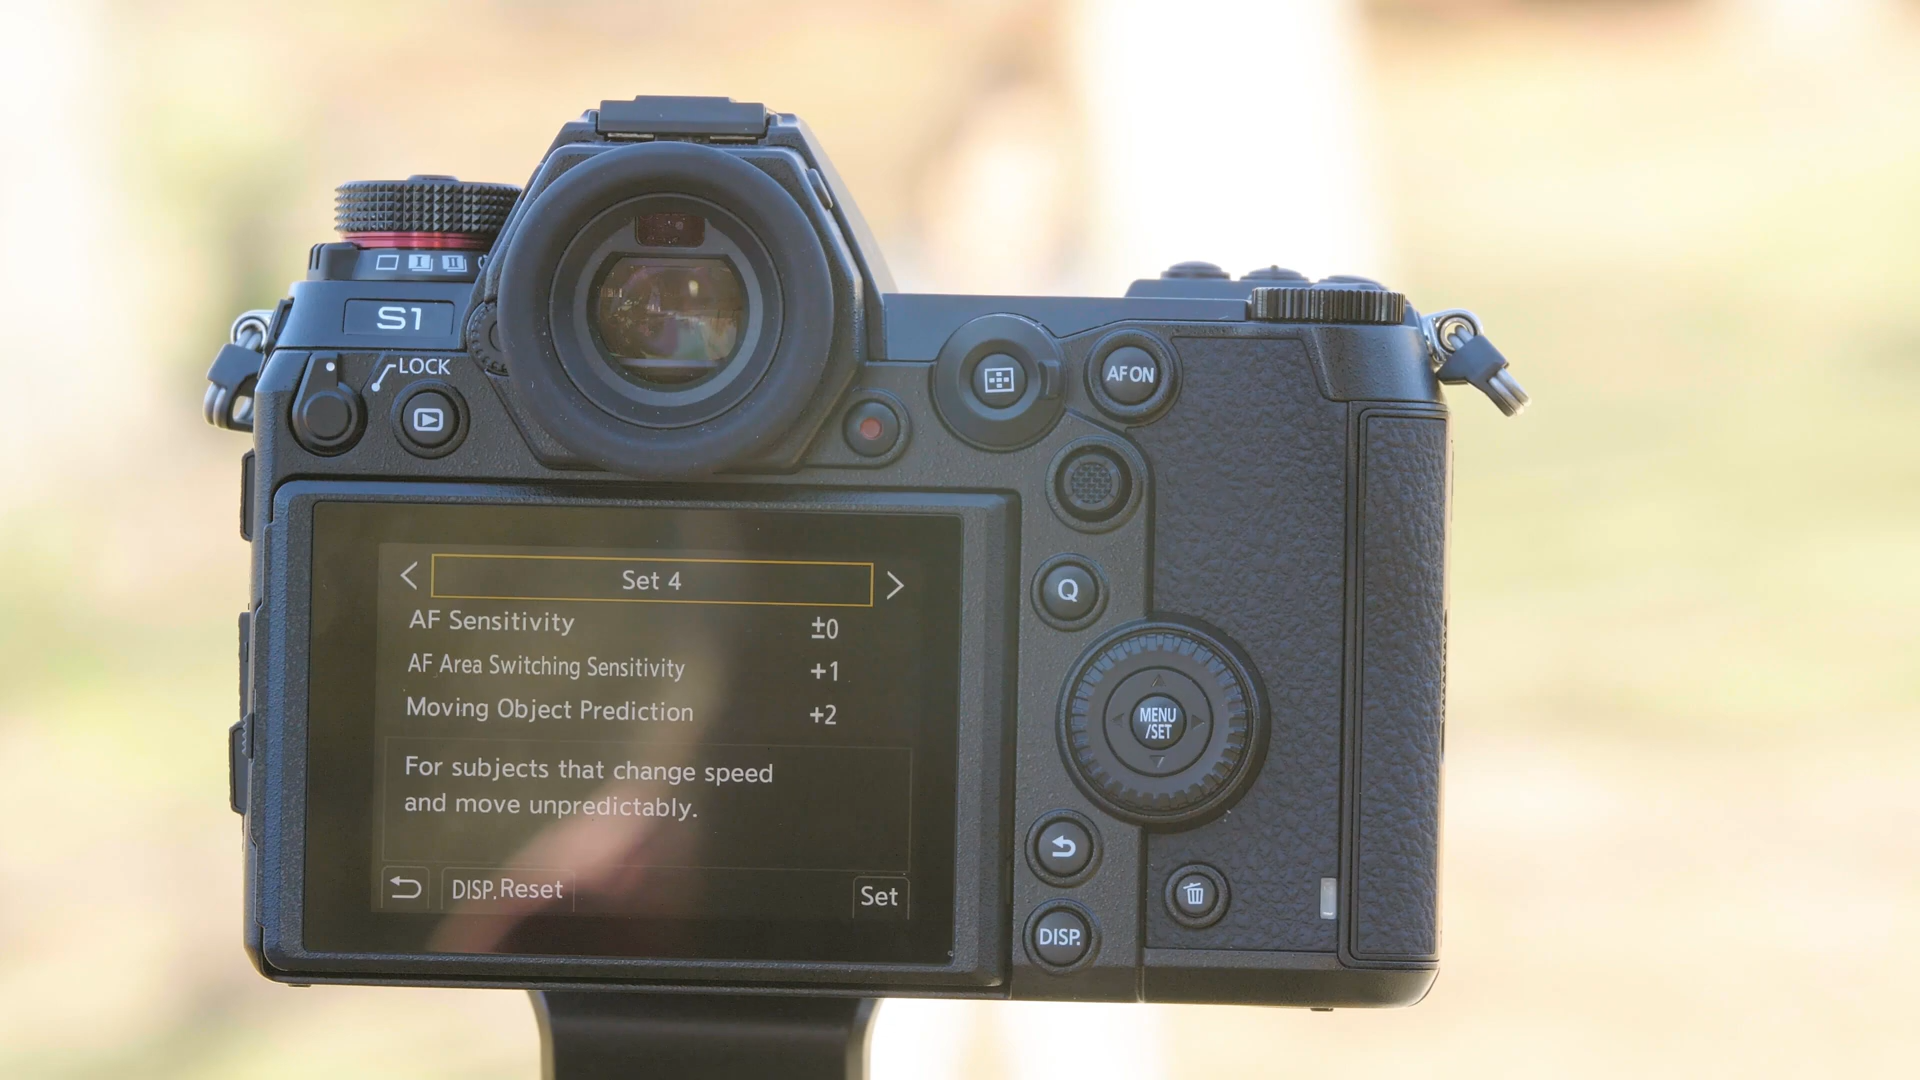 I II
S1
LOCK
AF ON
Set 4
AF Sensitivity ±0
AF Area Switching Sensitivity +1
Moving Object Prediction +2
For subjects that change speed
and move unpredictably.
DISP. Reset
Set
Q
MENU
/SET
DISP.